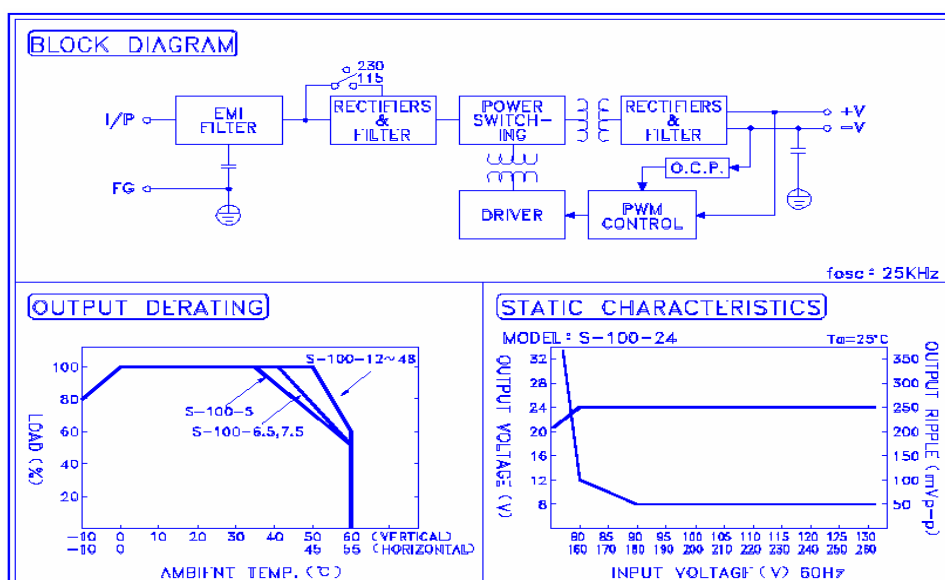 BLOCK DIAGRAM
230
115
I/P
EMI
FILTER
RECTIFIERS
&
FILTER
POWER
SWITCH-
ING
RECTIFIERS
&
FILTER
+V
-V
O.C.P.
FG
DRIVER
PWM
CONTROL
fosc : 25KHz
OUTPUT DERATING
S-100-12~48
S-100-5
S-100-6.5,7.5
LOAD (%)
100
80
60
40
20
-10 0 10 20 30 40 50 60 (VERTICAL)
-10 0 45 55 (HORIZONTAL)
AMBIENT TEMP. (℃)
STATIC CHARACTERISTICS
MODEL : S-100-24
Ta=25℃
OUTPUT VOLTAGE (V)
32
28
24
20
16
12
8
OUTPUT RIPPLE (mVp-p)
350
300
250
200
150
100
50
80 90 95 100 105 110 115 120 125 130
160 170 180 190 200 210 220 230 240 250 260
INPUT VOLTAGE (V) 60Hz